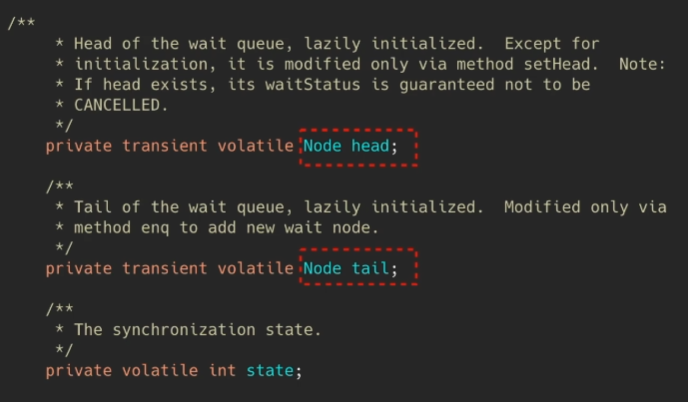 /**
* Head of the wait queue, lazily initialized.  Except for
* initialization, it is modified only via method setHead.  Note:
* If head exists, its waitStatus is guaranteed not to be
* CANCELLED.
*/
private transient volatile Node head;
/**
* Tail of the wait queue, lazily initialized.  Modified only via
* method enq to add new wait node.
*/
private transient volatile Node tail;
/**
* The synchronization state.
*/
private volatile int state;